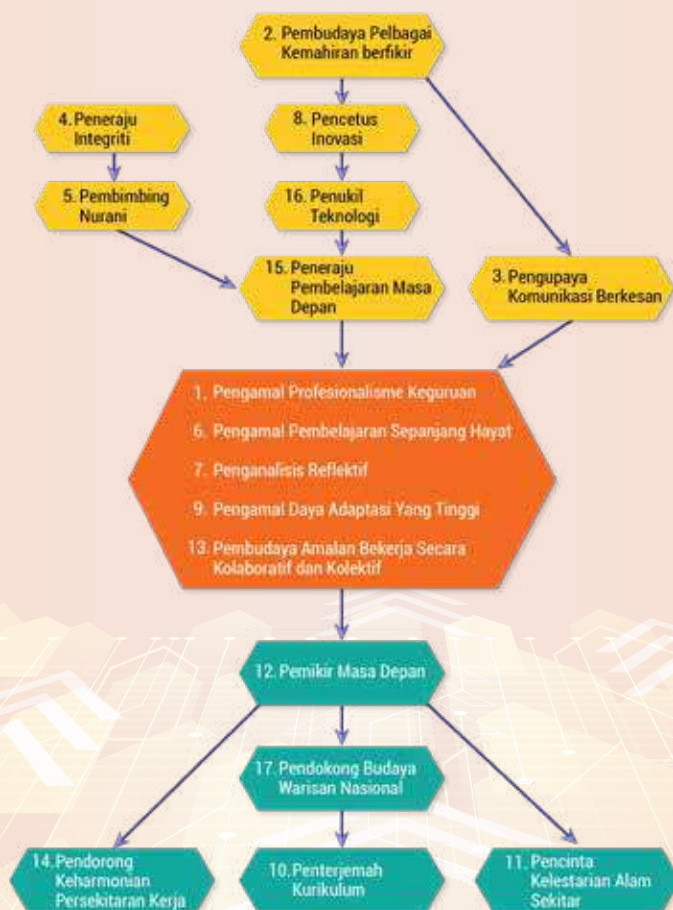 2. Pembudaya Pelbagai
Kemahiran berfikir
4. Peneraju
Integriti
8. Pencetus
Inovasi
5. Pembimbing
Nurani
16. Penukil
Teknologi
15. Peneraju
Pembelajaran Masa
Depan
3. Pengupaya
Komunikasi Berkesan
1. Pengamal Profesionalisme Keguruan
6. Pengamal Pembelajaran Sepanjang Hayat
7. Penganalisis Reflektif
9. Pengamal Daya Adaptasi Yang Tinggi
13. Pembudaya Amalan Bekerja Secara
Kolaboratif dan Kolektif
12. Pemikir Masa Depan
17. Pendokong Budaya
Warisan Nasional
14. Pendorong
Keharmonian
Persekitaran Kerja
10. Penterjemah
Kurikulum
11. Pencinta
Kelestarian Alam
Sekitar